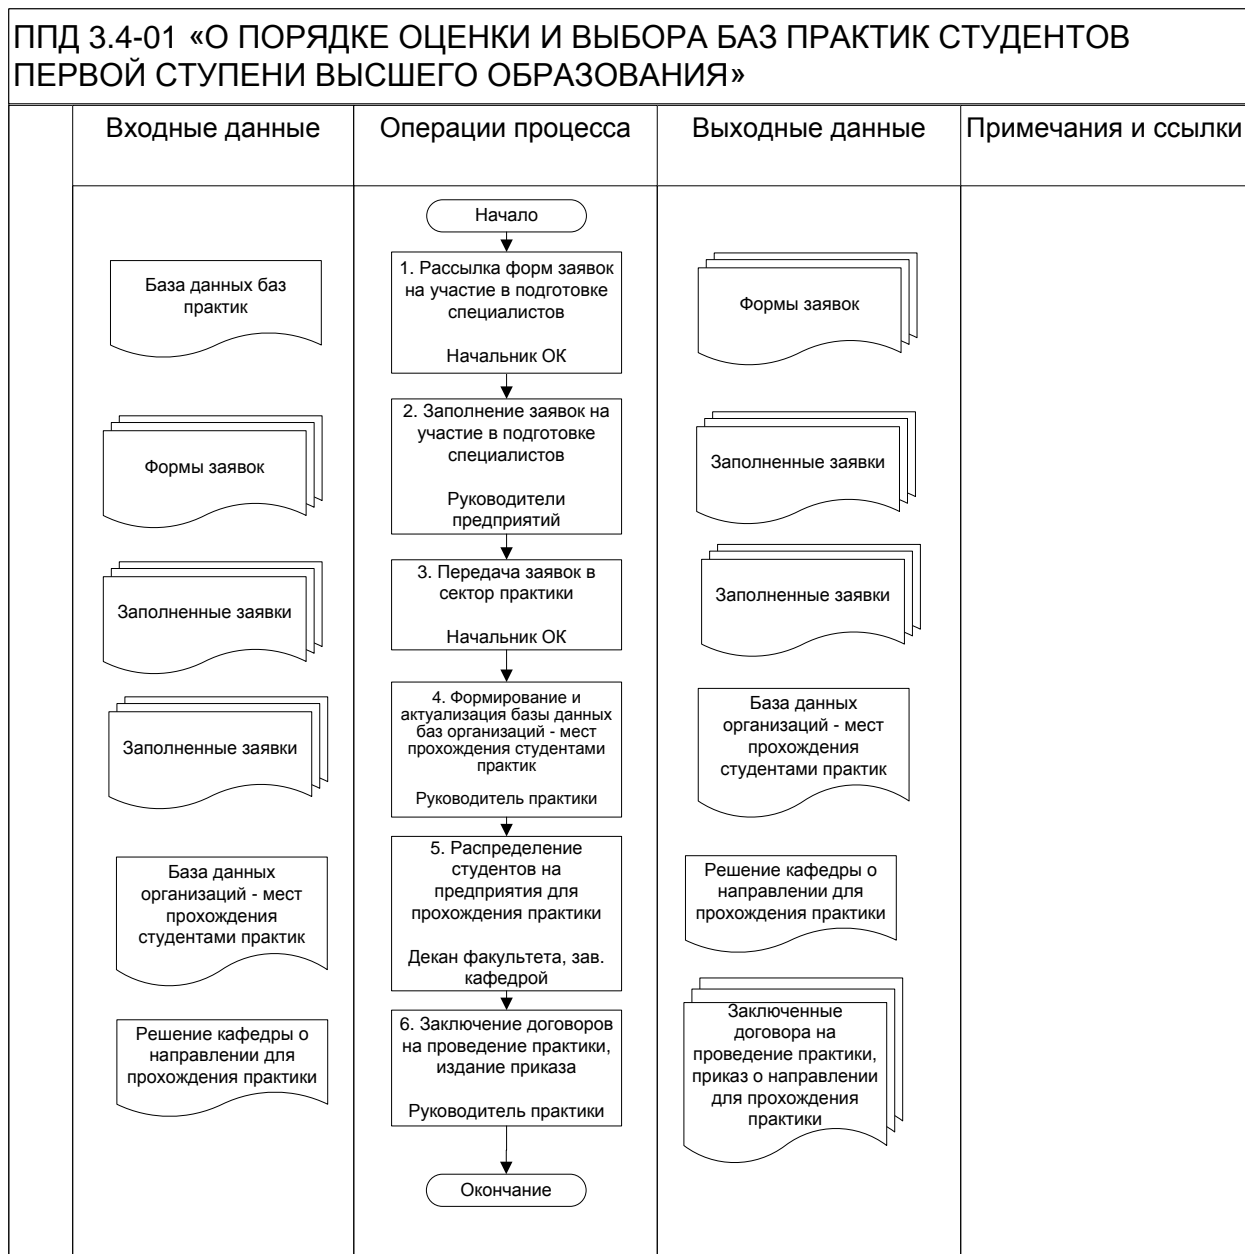 ППД 3.4-01 «О ПОРЯДКЕ ОЦЕНКИ И ВЫБОРА БАЗ ПРАКТИК СТУДЕНТОВ
ПЕРВОЙ СТУПЕНИ ВЫСШЕГО ОБРАЗОВАНИЯ»
Входные данные
Операции процесса
Выходные данные
Примечания и ссылки
Начало
База данных баз
практик
1. Рассылка форм заявок
на участие в подготовке
специалистов
Начальник ОК
Формы заявок
Формы заявок
2. Заполнение заявок на
участие в подготовке
специалистов
Руководители
предприятий
Заполненные заявки
Заполненные заявки
3. Передача заявок в
сектор практики
Начальник ОК
Заполненные заявки
Заполненные заявки
4. Формирование и
актуализация базы данных
баз организаций - мест
прохождения студентами
практик
Руководитель практики
База данных
организаций - мест
прохождения
студентами практик
База данных
организаций - мест
прохождения
студентами практик
5. Распределение
студентов на
предприятия для
прохождения практики
Декан факультета, зав.
кафедрой
Решение кафедры о
направлении для
прохождения практики
Решение кафедры о
направлении для
прохождения практики
6. Заключение договоров
на проведение практики,
издание приказа
Руководитель практики
Заключенные
договора на
проведение практики,
приказ о направлении
для прохождения
практики
Окончание